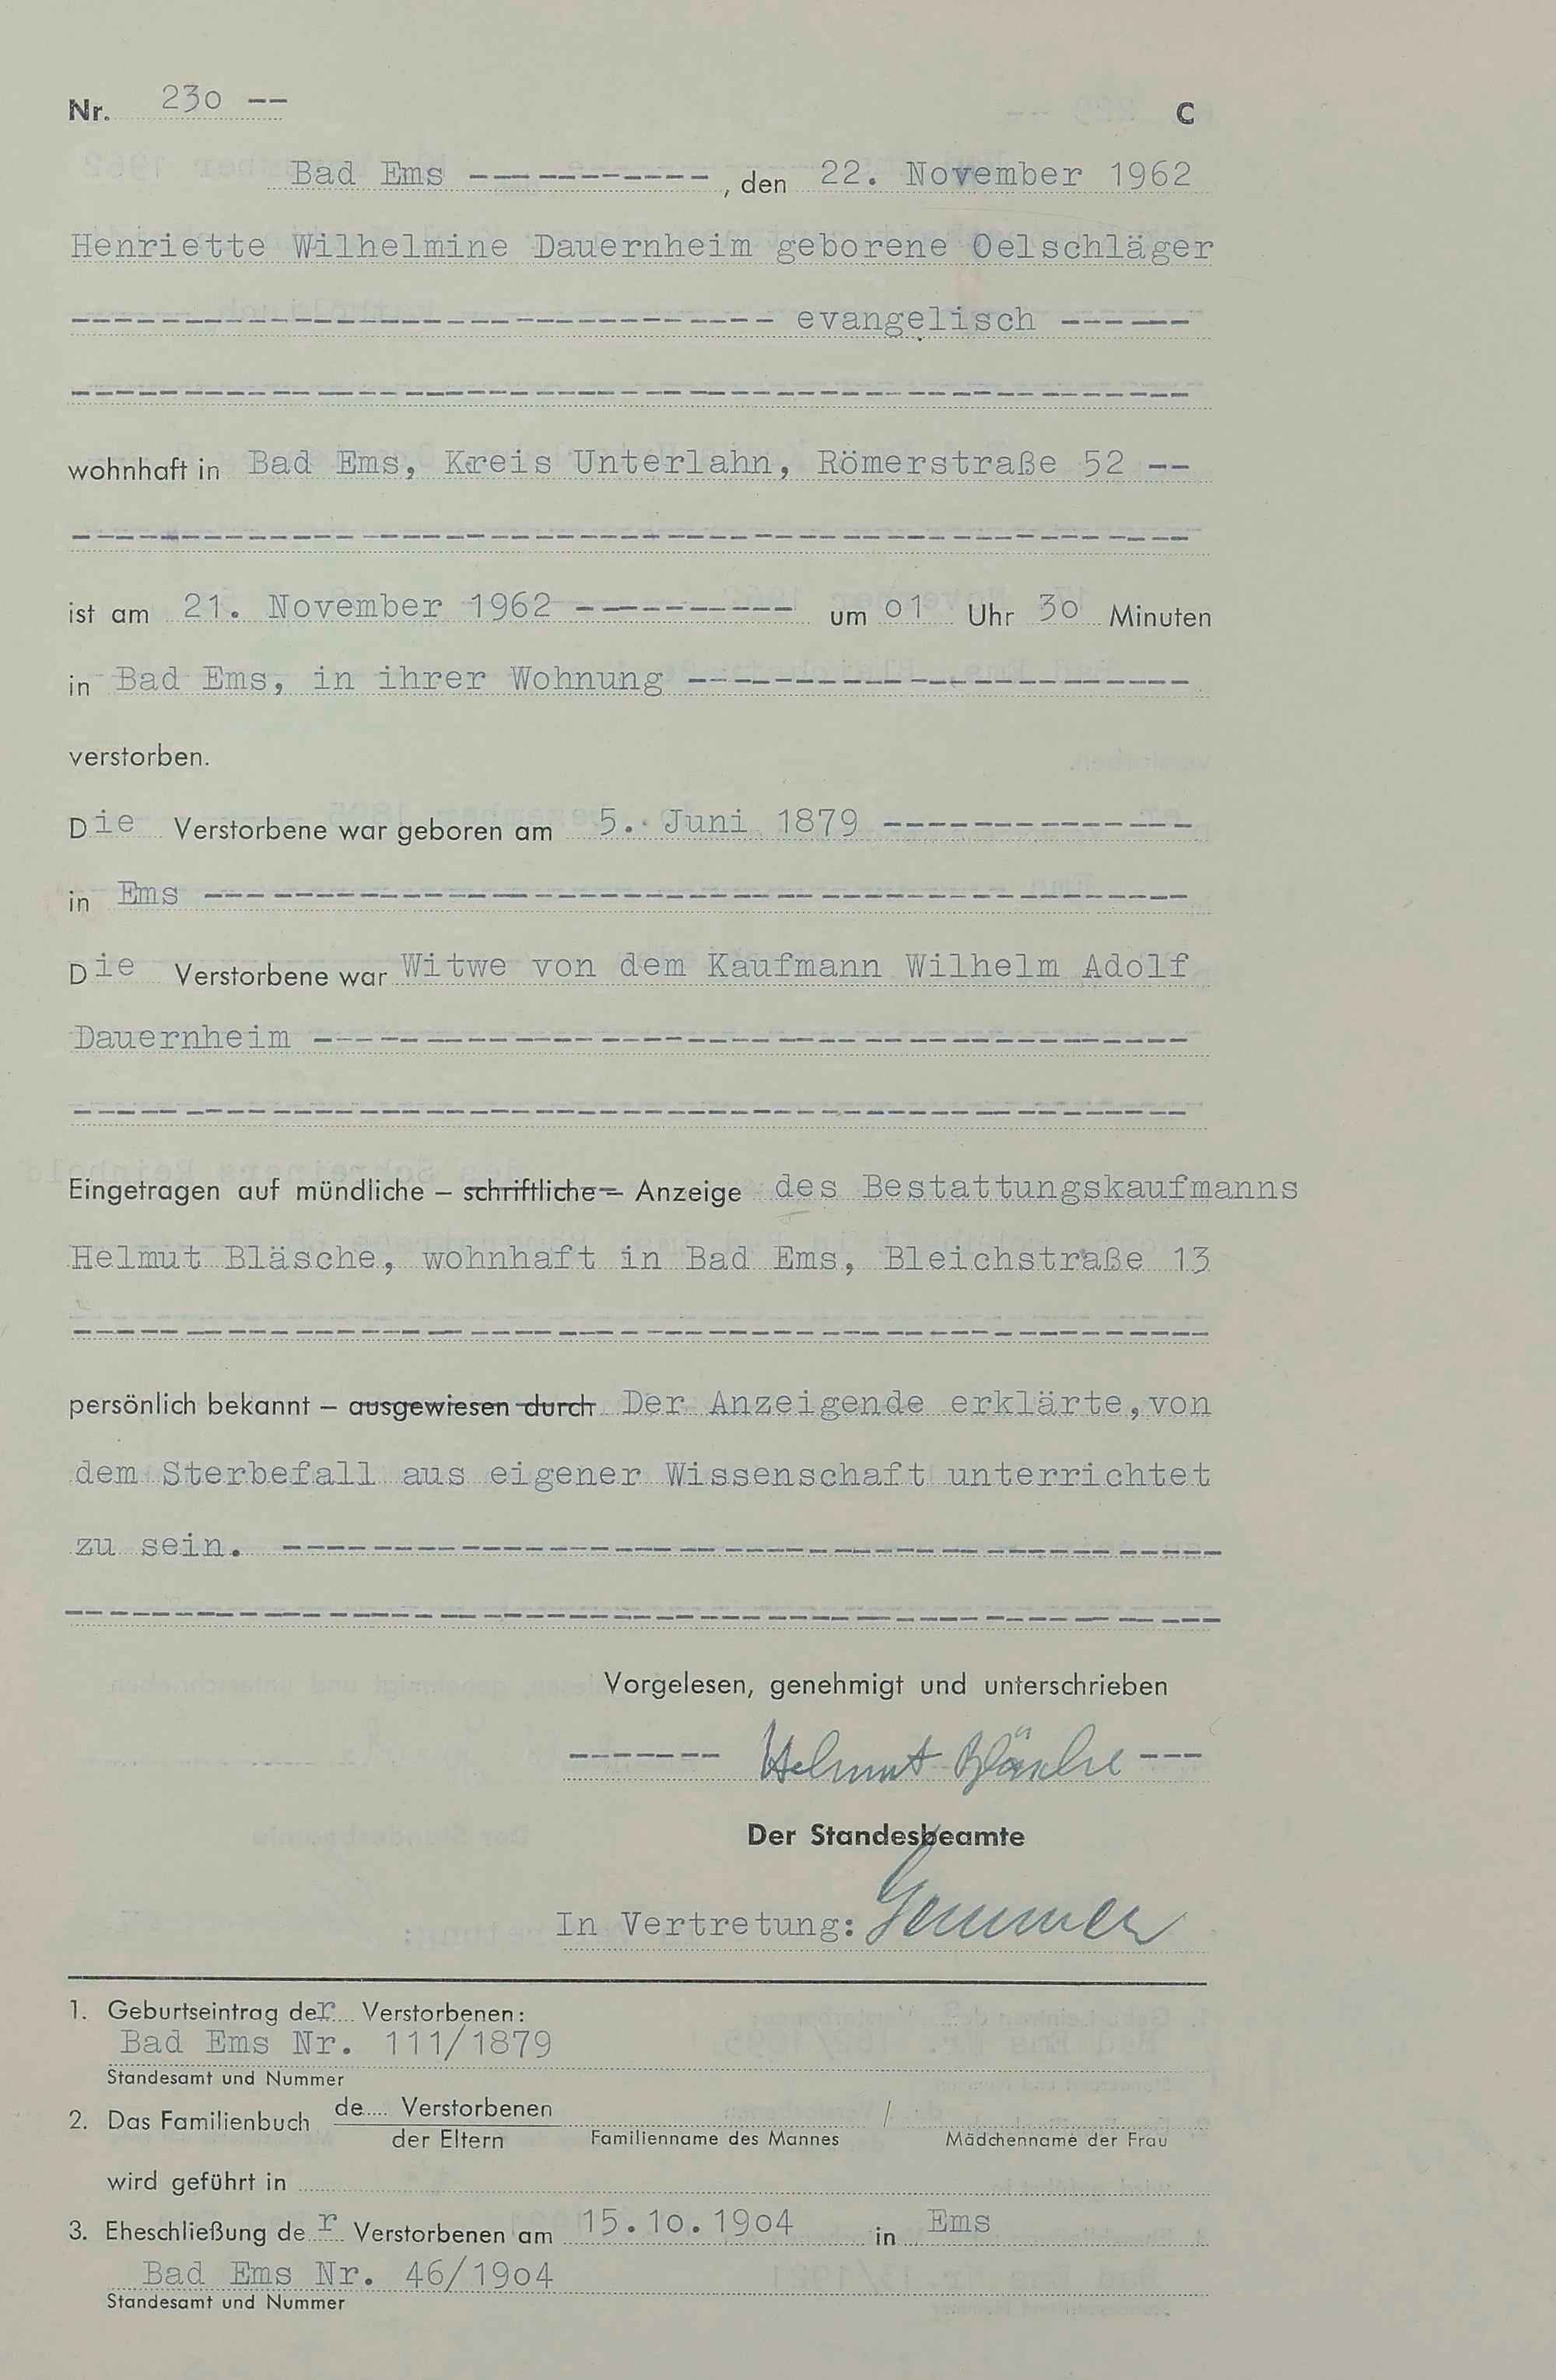 Nr. 230 -- C
Bad Ems -----------, den 22. November 1962
Henriette Wilhelmine Dauernheim geborene Oelschläger
-------------------------------- evangelisch ------
---------------------------------------------------
wohnhaft in Bad Ems, Kreis Unterlahn, Römerstraße 52 --
---------------------------------------------------
ist am 21. November 1962 ---------- um 01 Uhr 30 Minuten
in Bad Ems, in ihrer Wohnung -----------------------
verstorben.
Die Verstorbene war geboren am 5. Juni 1879 --------------
in Ems ---------------------------------------------
Die Verstorbene war Witwe von dem Kaufmann Wilhelm Adolf
Dauernheim ----------------------------------------
---------------------------------------------------
Eingetragen auf mündliche – schriftliche – Anzeige des Bestattungskaufmanns
Helmut Bläsche, wohnhaft in Bad Ems, Bleichstraße 13
----------------------------------------------------
persönlich bekannt – ausgewiesen durch Der Anzeigende erklärte, von
dem Sterbefall aus eigener Wissenschaft unterrichtet
zu sein. -------------------------------------------
-----------------------------------------------------
Vorgelesen, genehmigt und unterschrieben
------- Helmut Bläsche ---
Der Standesbeamte
In Vertretung:
1. Geburtseintrag der Verstorbenen:
Bad Ems Nr. 111/1879
Standesamt und Nummer
2. Das Familienbuch de.... Verstorbenen /
der Eltern Familienname des Mannes Mädchenname der Frau
wird geführt in
3. Eheschließung der Verstorbenen am 15.10.1904 in Ems
Bad Ems Nr. 46/1904
Standesamt und Nummer